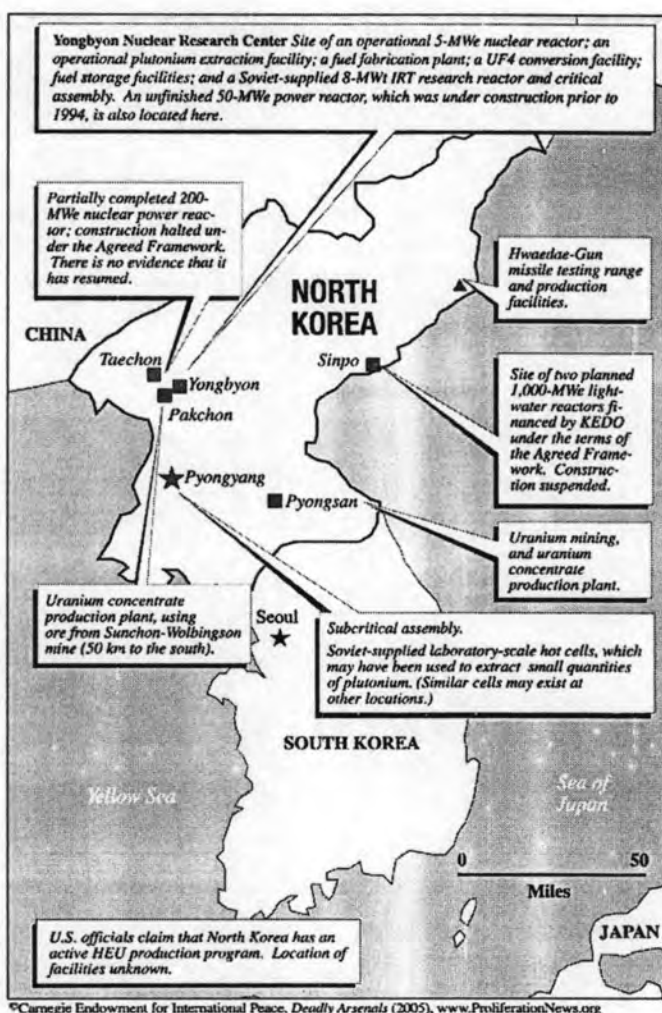 Yongbyon Nuclear Research Center Site of an operational 5-MWe nuclear reactor; an
operational plutonium extraction facility; a fuel fabrication plant; a UF4 conversion facility;
fuel storage facilities; and a Soviet-supplied 8-MWt IRT research reactor and critical
assembly. An unfinished 50-MWe power reactor, which was under construction prior to
1994, is also located here.
Partially completed 200-
MWe nuclear power reac-
tor; construction halted un-
der the Agreed Framework.
There is no evidence that it
has resumed.
Hwaedae-Gun
missile testing range
and production
facilities.
NORTH
KOREA
CHINA
Taechon
Yongbyon
Pakchon
Sinpo
Site of two planned
1,000-MWe light-
water reactors fi-
nanced by KEDO
under the terms of
the Agreed Frame-
work. Construc-
tion suspended.
Pyongyang
Pyongsan
Uranium mining,
and uranium
concentrate
production plant.
Uranium concentrate
production plant, using
ore from Sunchon-Wolbingson
mine (50 km to the south).
Seoul
Subcritical assembly.
Soviet-supplied laboratory-scale hot cells, which
may have been used to extract small quantities
of plutonium. (Similar cells may exist at
other locations.)
SOUTH KOREA
Yellow Sea
Sea of
Japan
0 50
Miles
U.S. officials claim that North Korea has an
active HEU production program. Location of
facilities unknown.
JAPAN
©Carnegie Endowment for International Peace, Deadly Arsenals (2005), www.ProliferationNews.org